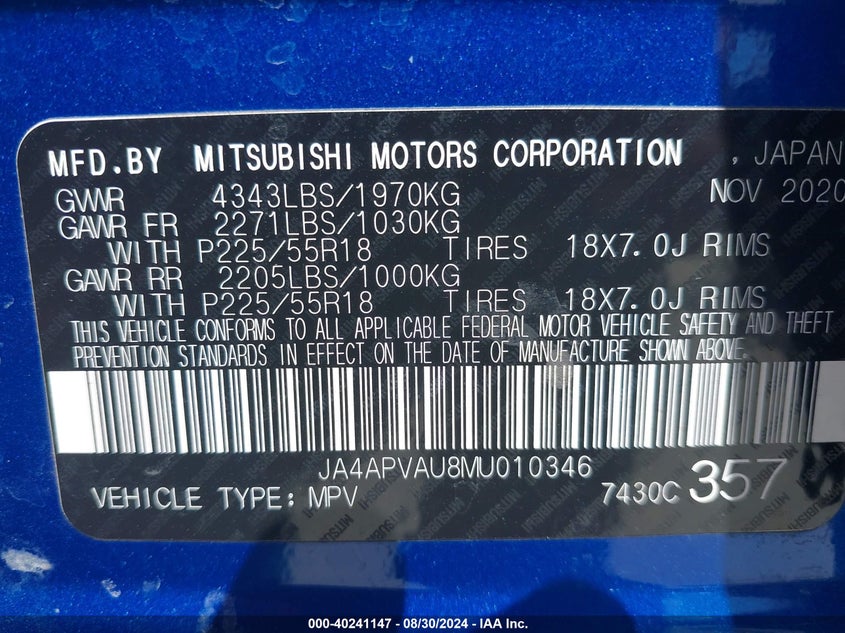 MFD.BY MITSUBISHI MOTORS CORPORATION , JAPAN
GVWR 4343LBS/1970KG NOV 2020
GAWR FR 2271LBS/1030KG
WITH P225/55R18 TIRES 18X7.0J RIMS
GAWR RR 2205LBS/1000KG
WITH P225/55R18 TIRES 18X7.0J RIMS
THIS VEHICLE CONFORMS TO ALL APPLICABLE FEDERAL MOTOR VEHICLE SAFETY AND THEFT
PREVENTION STANDARDS IN EFFECT ON THE DATE OF MANUFACTURE SHOWN ABOVE.
JA4APVAU8MU010346
VEHICLE TYPE: MPV 7430C 357
000-40241147 - 08/30/2024 - IAA Inc.